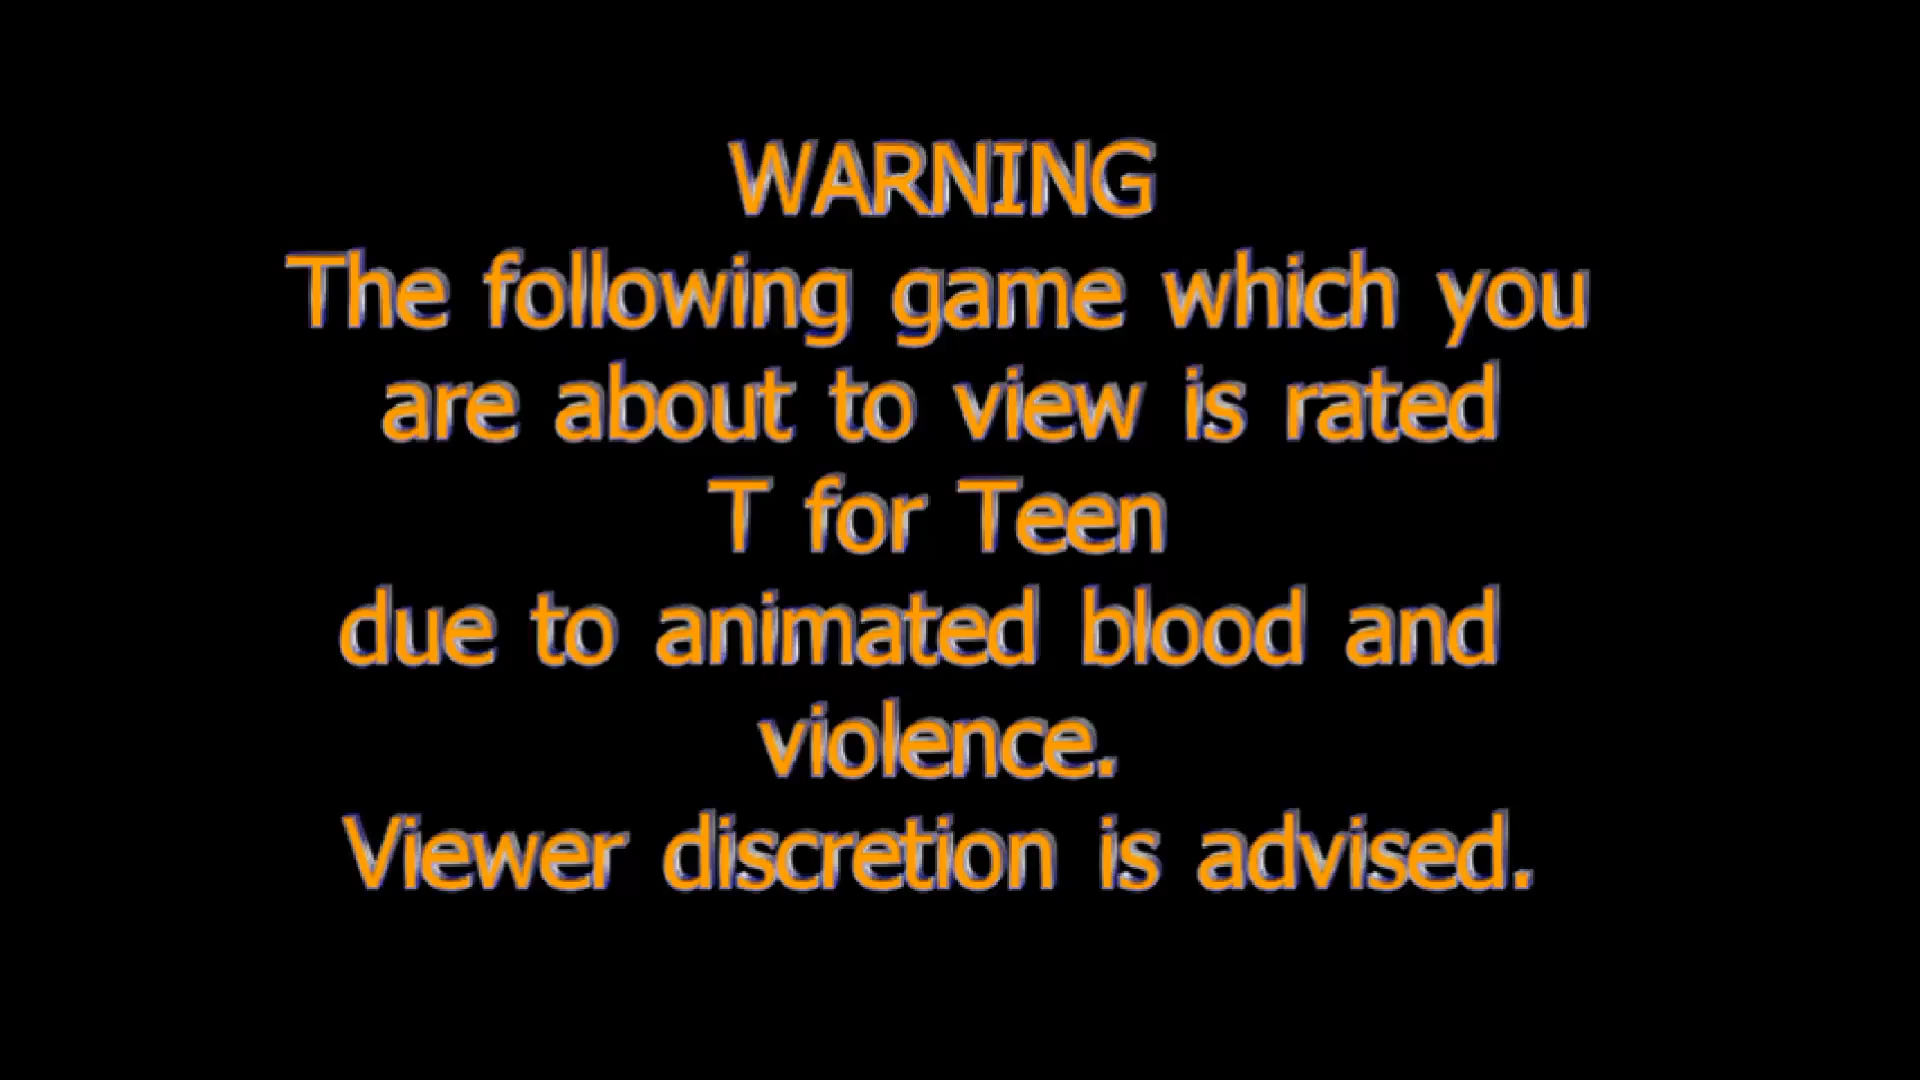 WARNING
The following game which you
are about to view is rated
T for Teen
due to animated blood and
violence.
Viewer discretion is advised.